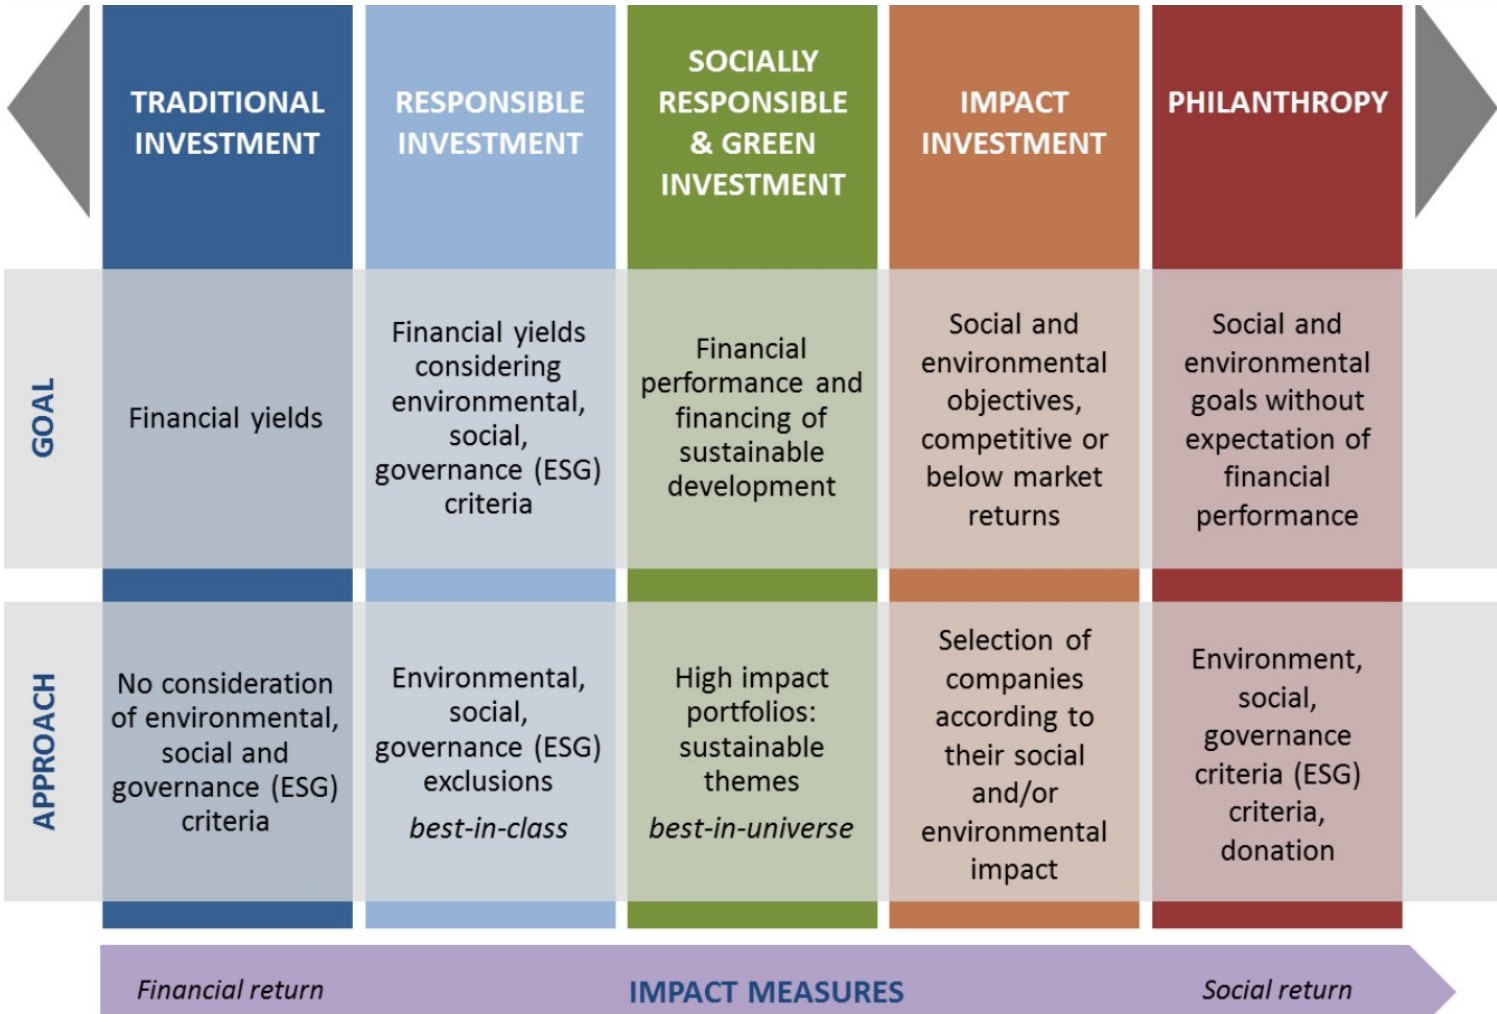 TRADITIONAL
INVESTMENT
RESPONSIBLE
INVESTMENT
SOCIALLY
RESPONSIBLE
& GREEN
INVESTMENT
IMPACT
INVESTMENT
PHILANTHROPY
GOAL
Financial yields
Financial yields
considering
environmental,
social,
governance (ESG)
criteria
Financial
performance and
financing of
sustainable
development
Social and
environmental
objectives,
competitive or
below market
returns
Social and
environmental
goals without
expectation of
financial
performance
APPROACH
No consideration
of environmental,
social and
governance (ESG)
criteria
Environmental,
social,
governance (ESG)
exclusions
best-in-class
High impact
portfolios:
sustainable
themes
best-in-universe
Selection of
companies
according to
their social
and/or
environmental
impact
Environment,
social,
governance
criteria (ESG)
criteria,
donation
Financial return
IMPACT MEASURES
Social return